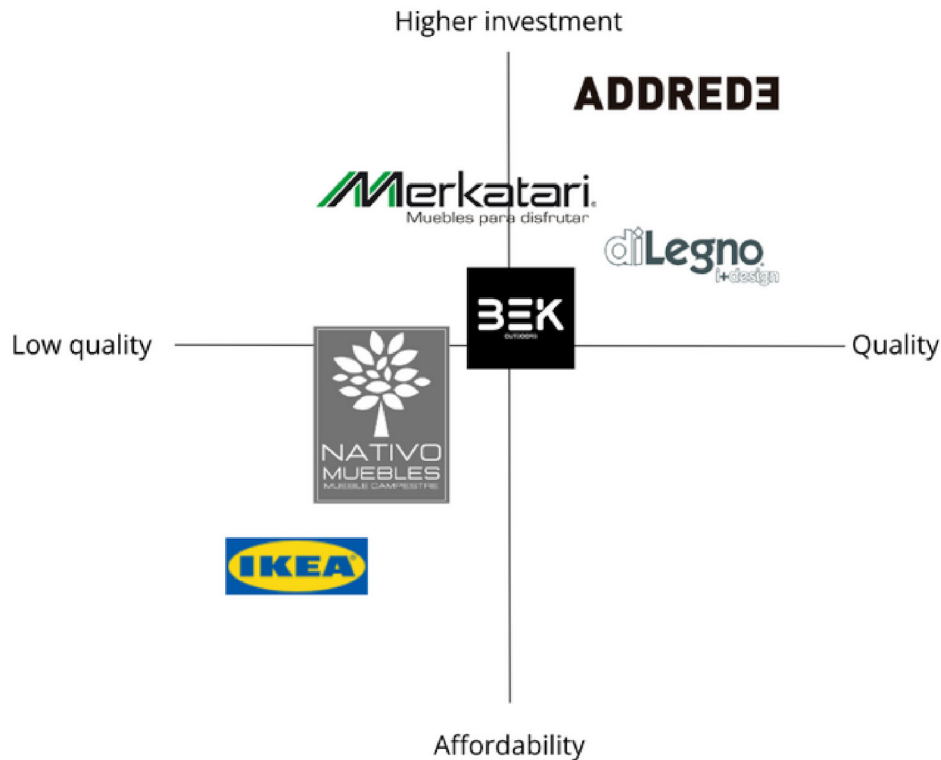 Higher investment
ADDREDE
Merkatari
Muebles para disfrutar
diLegno
i+design
BEK
OUTDOORS
Low quality
Quality
NATIVO
MUEBLES
MUEBLE CAMPESTRE
IKEA
Affordability